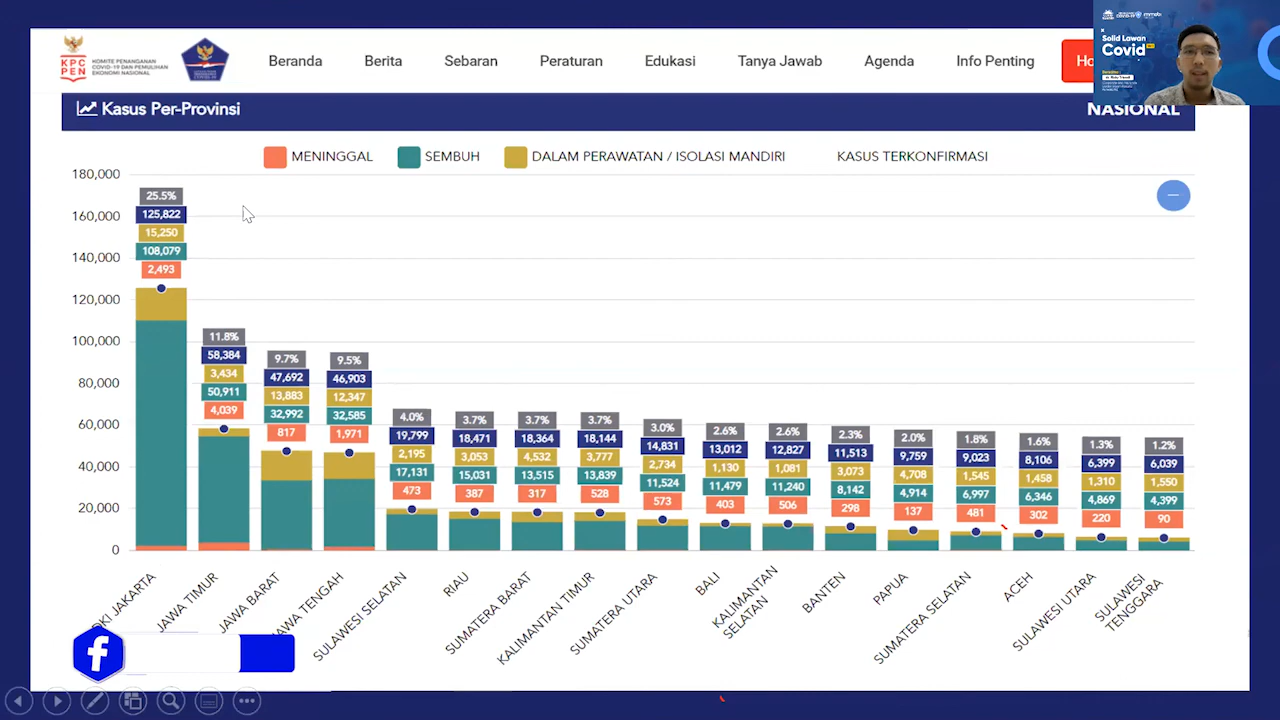 KPC
PEN
KOMITE PENANGANAN
COVID-19 DAN PEMULIHAN
EKONOMI NASIONAL
Beranda
Berita
Sebaran
Peraturan
Edukasi
Tanya Jawab
Agenda
Info Penting
Solid Lawan
Covid
Kasus Per-Provinsi
NASIONAL
MENINGGAL
SEMBUH
DALAM PERAWATAN / ISOLASI MANDIRI
KASUS TERKONFIRMASI
180,000
160,000
140,000
120,000
100,000
80,000
60,000
40,000
20,000
0
25.5%
125,822
15,250
108,079
2,493
11.8%
58,384
3,434
50,911
4,039
9.7%
47,692
13,883
32,992
817
9.5%
46,903
12,347
32,585
1,971
4.0%
19,799
2,195
17,131
473
3.7%
18,471
3,053
15,031
387
3.7%
18,364
4,532
13,515
317
3.7%
18,144
3,777
13,839
528
3.0%
14,831
2,734
11,524
573
2.6%
13,012
1,130
11,479
403
2.6%
12,827
1,081
11,240
506
2.3%
11,513
3,073
8,142
298
2.0%
9,759
4,708
4,914
137
1.8%
9,023
1,545
6,997
481
1.6%
8,106
1,458
6,346
302
1.3%
6,399
1,310
4,869
220
1.2%
6,039
1,550
4,399
90
DKI JAKARTA
JAWA TIMUR
JAWA BARAT
JAWA TENGAH
SULAWESI SELATAN
RIAU
SUMATERA BARAT
KALIMANTAN TIMUR
SUMATERA UTARA
BALI
KALIMANTAN
SELATAN
BANTEN
PAPUA
SUMATERA SELATAN
ACEH
SULAWESI UTARA
SULAWESI
TENGGARA